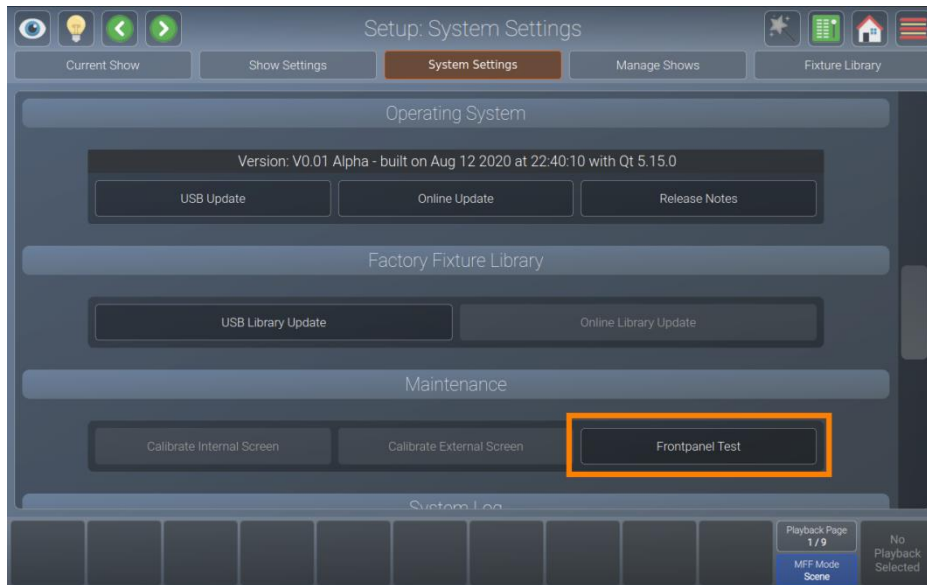 Setup: System Settings
Current Show
Show Settings
System Settings
Manage Shows
Fixture Library
Operating System
Version: V0.01 Alpha - built on Aug 12 2020 at 22:40:10 with Qt 5.15.0
USB Update
Online Update
Release Notes
Factory Fixture Library
USB Library Update
Online Library Update
Maintenance
Calibrate Internal Screen
Calibrate External Screen
Frontpanel Test
System Log
Playback Page
1 / 9
MFF Mode
Scene
No
Playback
Selected